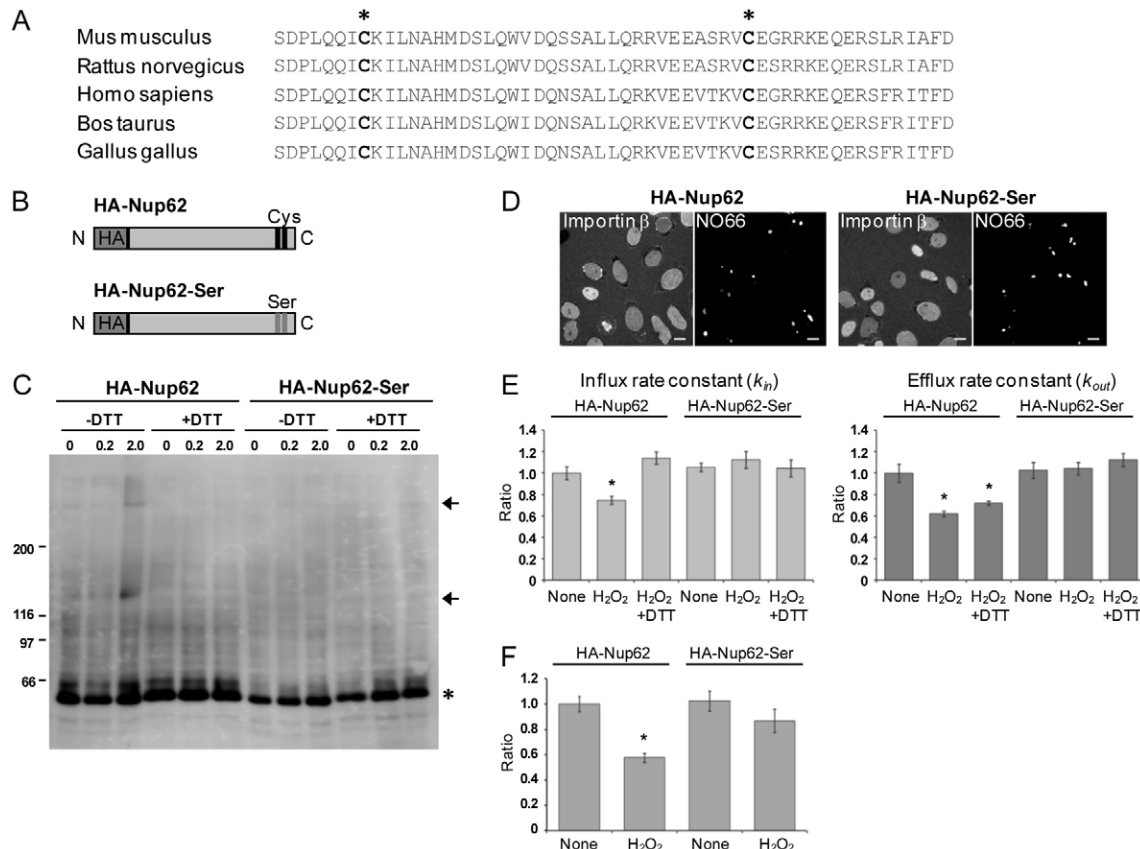 A
* *
Mus musculus SDPLQQICKILNAHMDSLQWVDQSSALLQRRVEEASRVCEGRRKEQERSLRIAFD
Rattus norvegicus SDPLQQICKILNAHMDSLQWVDQSSALLQRRVEEASRVCESRRKEQERSLRIAFD
Homo sapiens SDPLQQICKILNAHMDSLQWIDQNSALLQRKVEEVTKVCEGRRKEQERSFRITFD
Bos taurus SDPLQQICKILNAHMDSLQWIDQNSALLQRKVEEVTKVCEGRRKEQERSFRITFD
Gallus gallus SDPLQQICKILNAHMDSLQWIDQNSALLQRKVEEVTKVCESRRKEQERSFRITFD
B
HA-Nup62
Cys
N HA C
HA-Nup62-Ser
Ser
N HA C
C
HA-Nup62 HA-Nup62-Ser
-DTT +DTT -DTT +DTT
0 0.2 2.0 0 0.2 2.0 0 0.2 2.0 0 0.2 2.0
200
116
97
66
*
D
HA-Nup62 HA-Nup62-Ser
Importin β NO66 Importin β NO66
E
Influx rate constant (kin)
HA-Nup62 HA-Nup62-Ser
Ratio
1.4
1.2
1.0
0.8
0.6
0.4
0.2
0
*
None H2O2 H2O2 None H2O2 H2O2
+DTT +DTT
Efflux rate constant (kout)
HA-Nup62 HA-Nup62-Ser
Ratio
1.4
1.2
1.0
0.8
0.6
0.4
0.2
0
* *
None H2O2 H2O2 None H2O2 H2O2
+DTT +DTT
F
HA-Nup62 HA-Nup62-Ser
Ratio
1.2
1.0
0.8
0.6
0.4
0.2
0
*
None H2O2 None H2O2